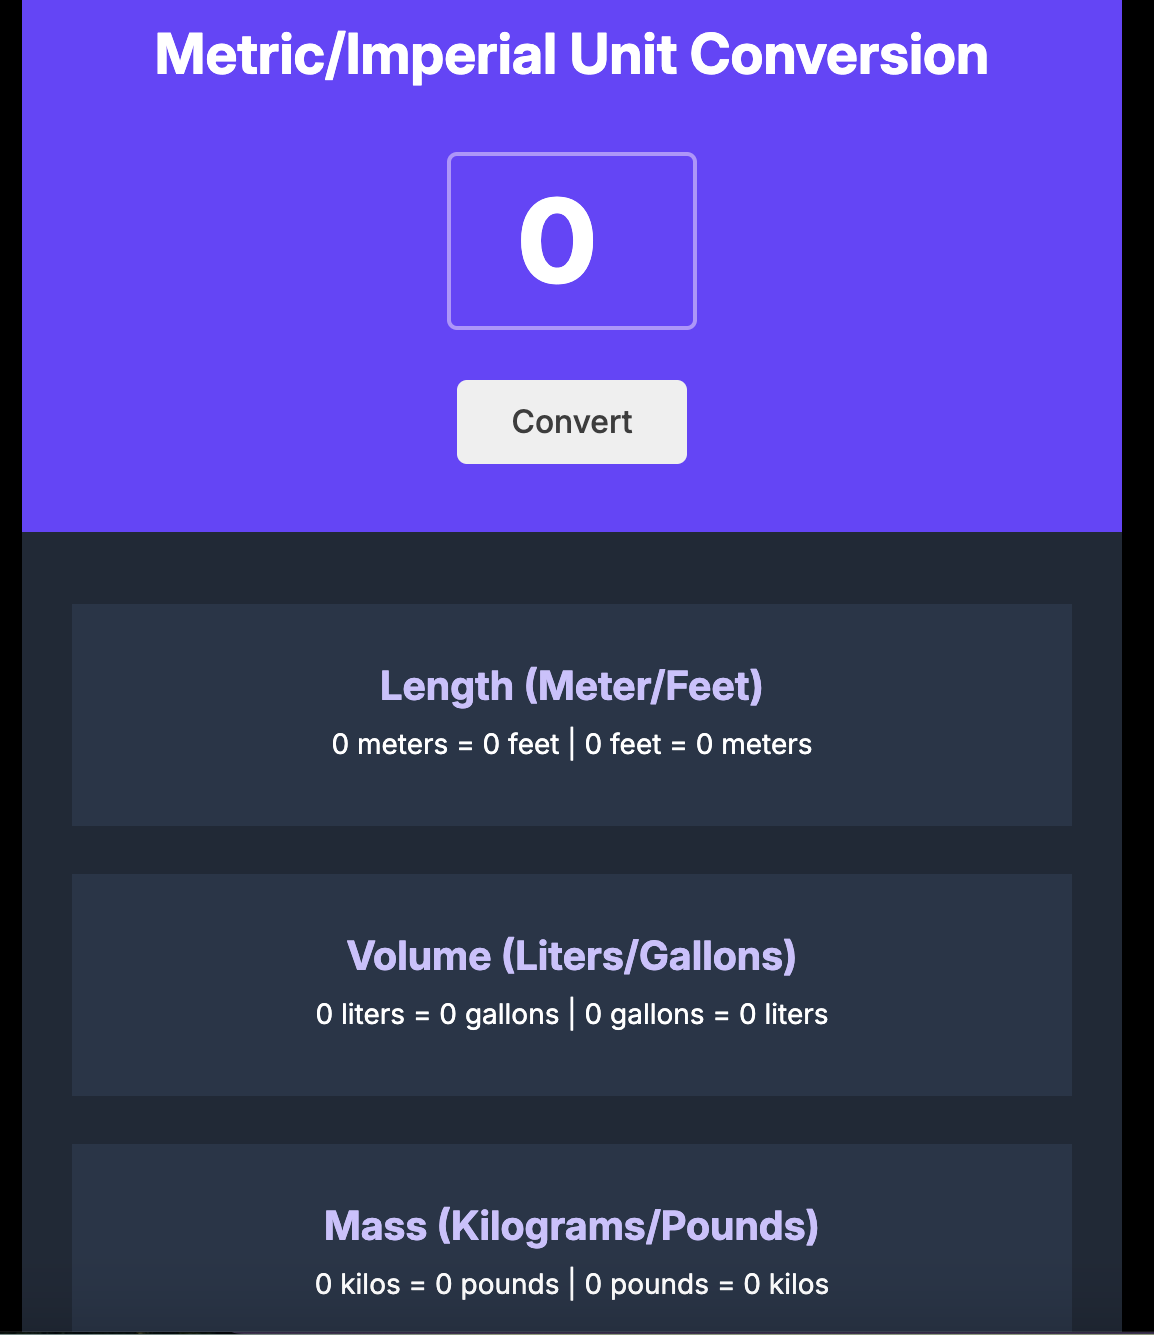 Metric/Imperial Unit Conversion
0
Convert
Length (Meter/Feet)
0 meters = 0 feet | 0 feet = 0 meters
Volume (Liters/Gallons)
0 liters = 0 gallons | 0 gallons = 0 liters
Mass (Kilograms/Pounds)
0 kilos = 0 pounds | 0 pounds = 0 kilos